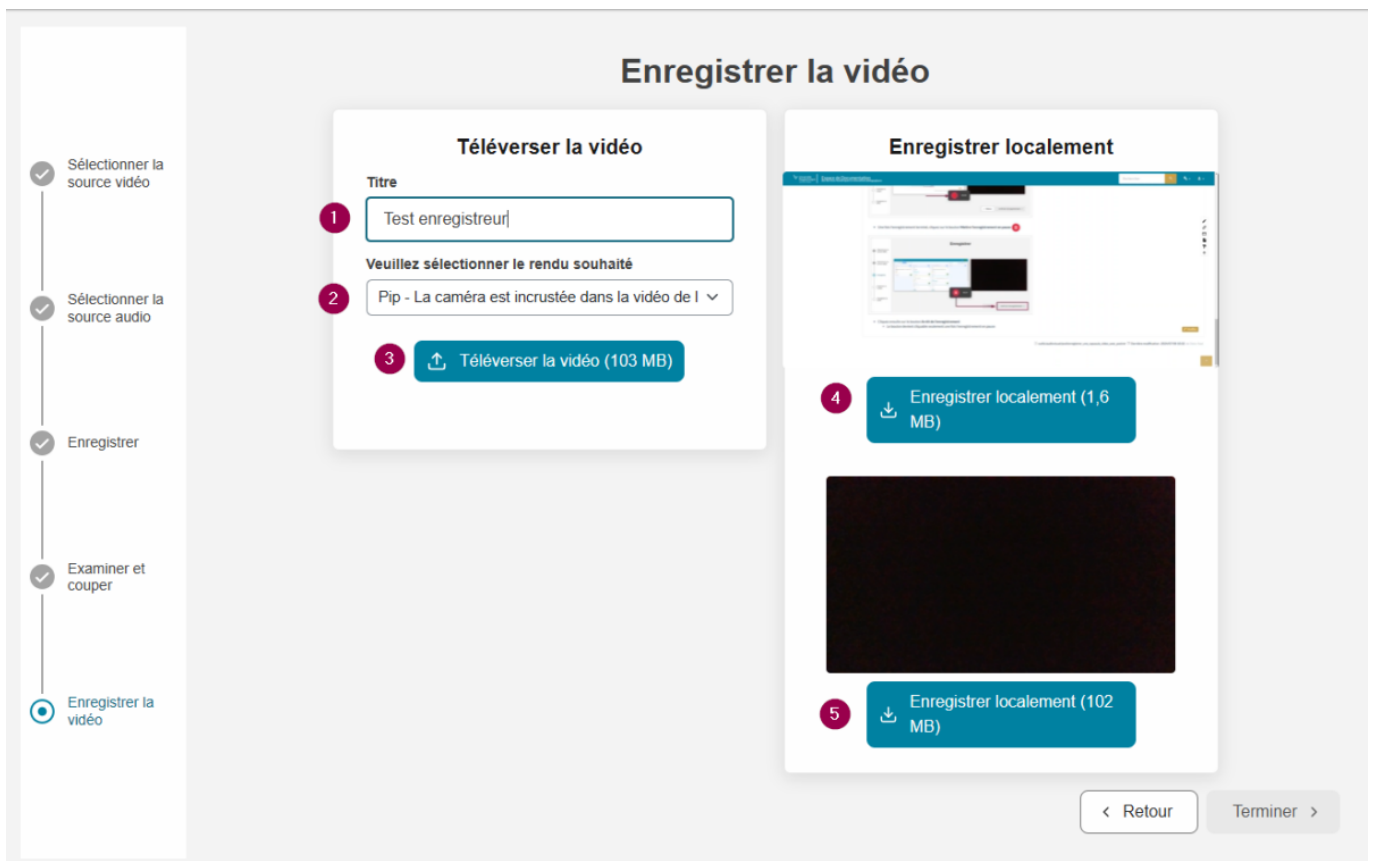 Enregistrer la vidéo
Sélectionner la
source vidéo
Sélectionner la
source audio
Enregistrer
Examiner et
couper
Enregistrer la
vidéo
Téléverser la vidéo
Titre
1
Test enregistreur
Veuillez sélectionner le rendu souhaité
2
Pip - La caméra est incrustée dans la vidéo de l
3
Téléverser la vidéo (103 MB)
Enregistrer localement
4
Enregistrer localement (1,6
MB)
5
Enregistrer localement (102
MB)
Retour
Terminer